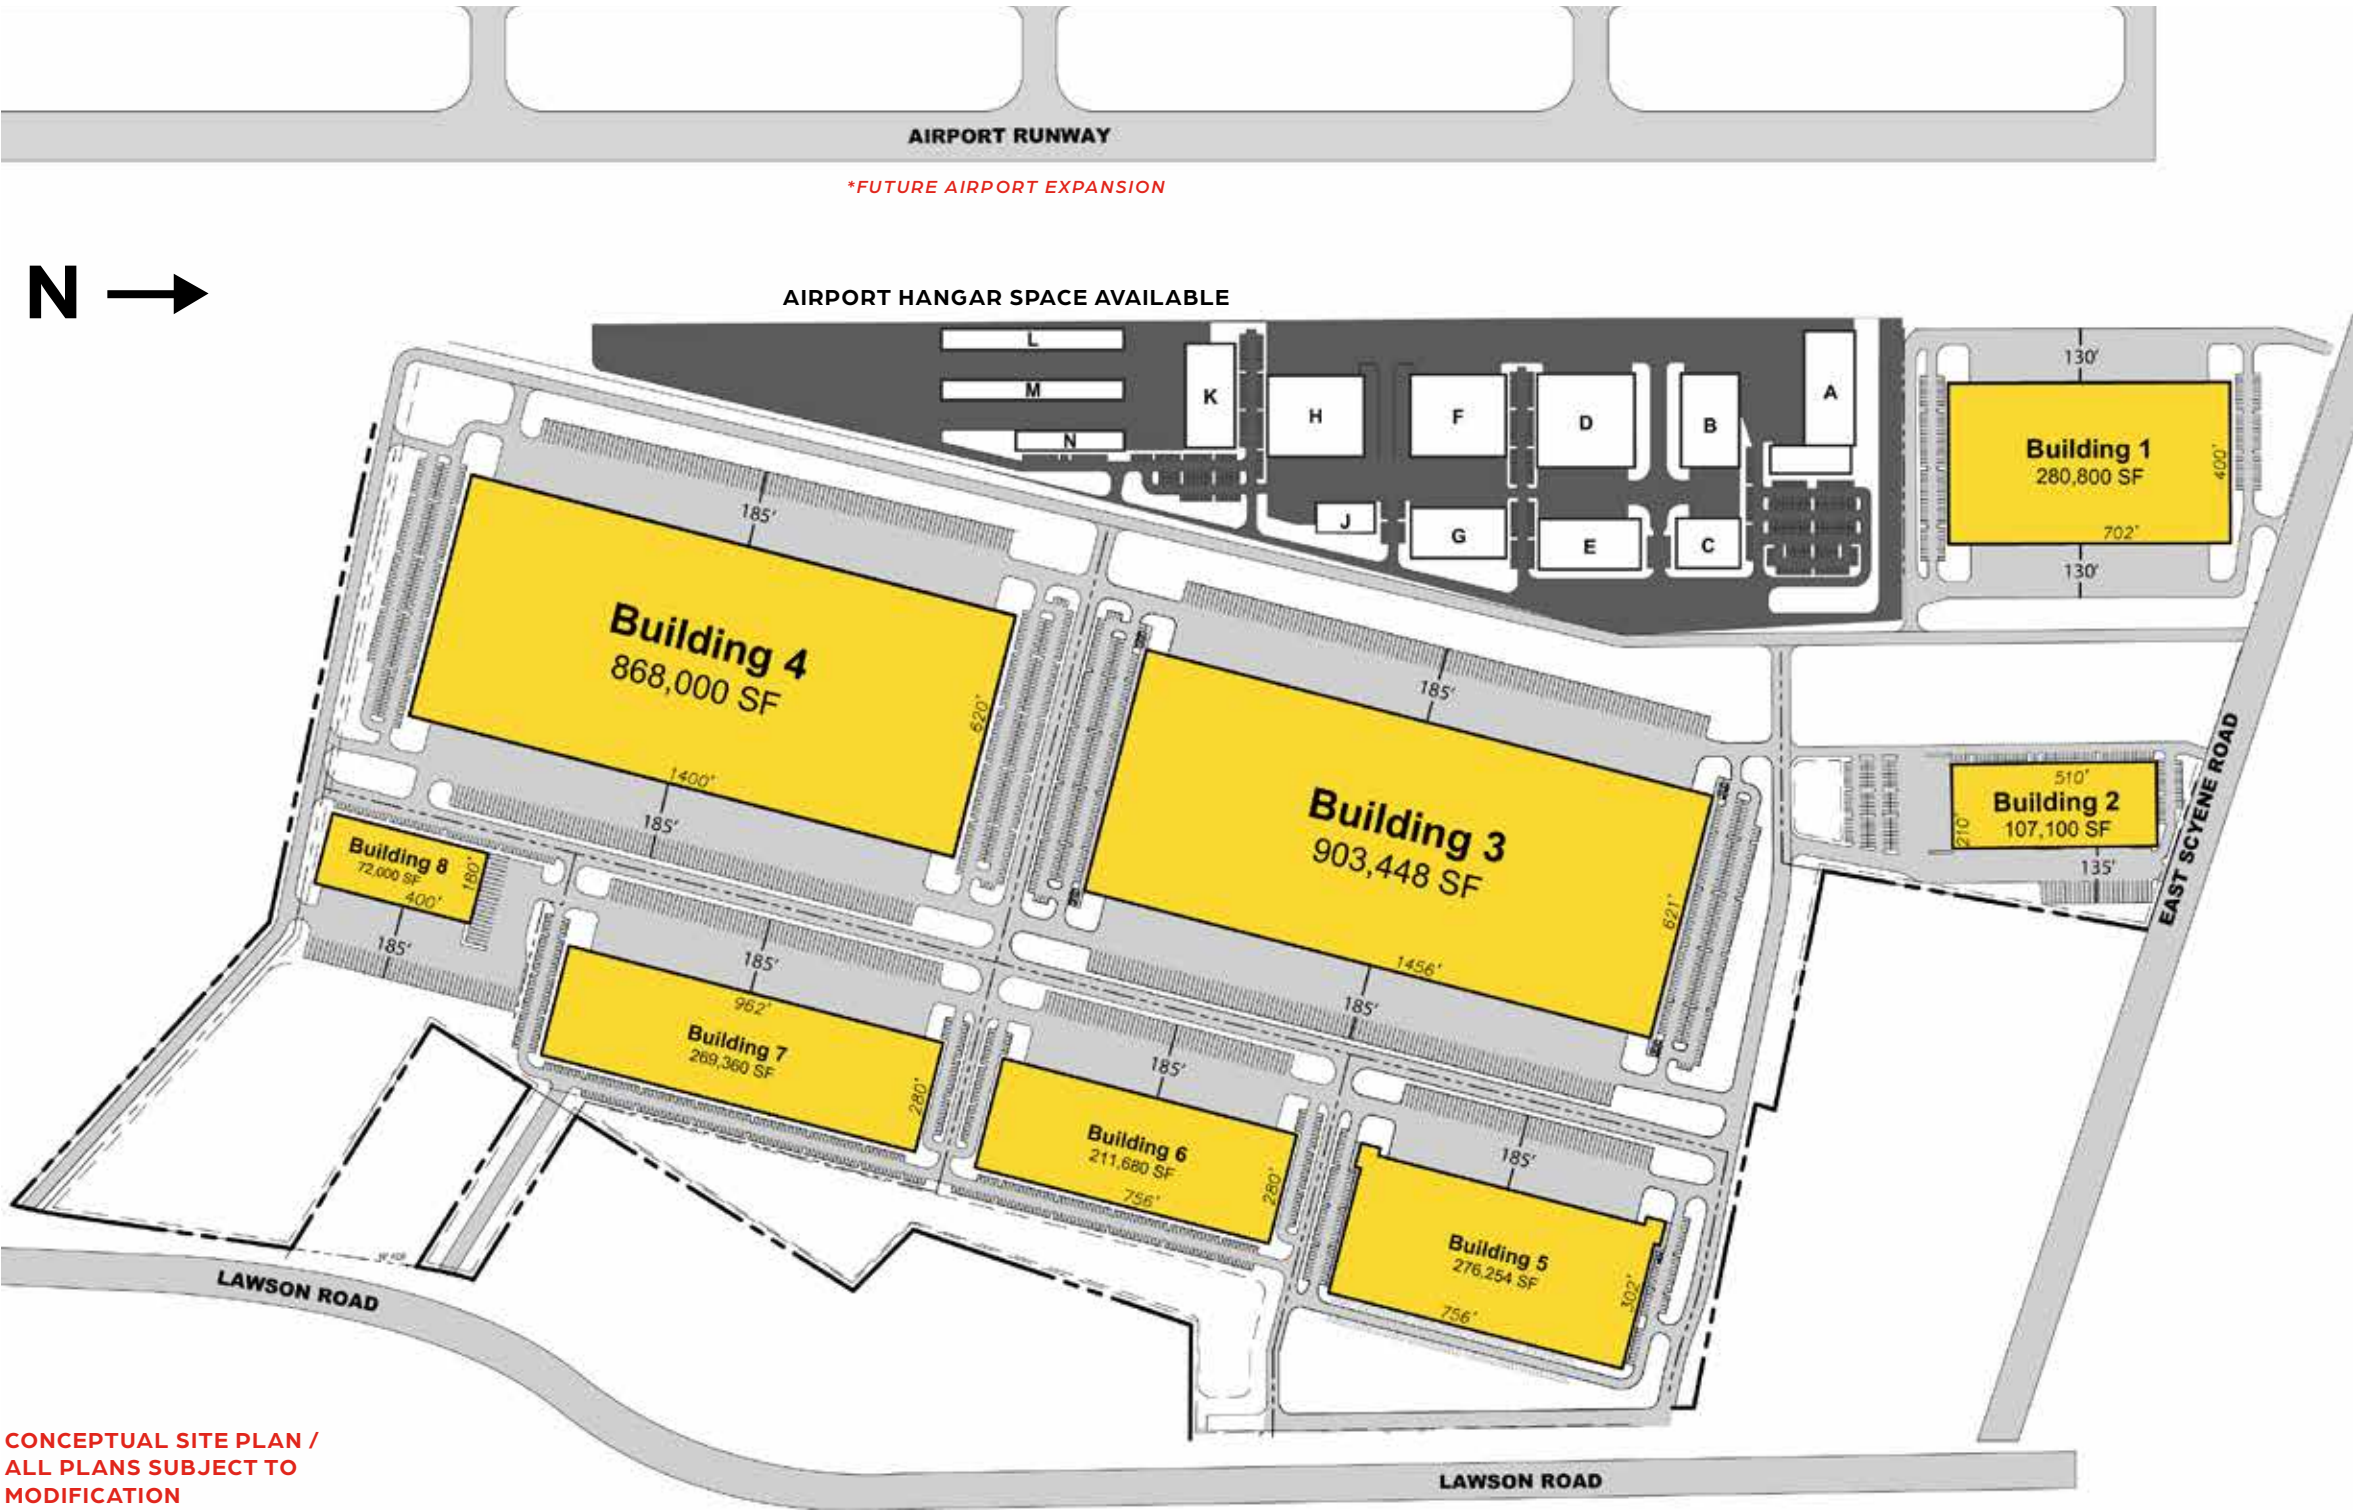 AIRPORT RUNWAY
*FUTURE AIRPORT EXPANSION
N
AIRPORT HANGAR SPACE AVAILABLE
L
M
N
K
H
F
D
B
A
J
G
E
C
130'
Building 1
280,800 SF
400'
702'
130'
185'
Building 4
868,000 SF
620'
1400'
185'
185'
Building 3
903,448 SF
621'
1456'
185'
510'
Building 2
107,100 SF
210'
135'
EAST SCYENE ROAD
Building 8
72,000 SF
180'
400'
185'
185'
962'
Building 7
269,360 SF
280'
185'
Building 6
211,680 SF
756'
280'
185'
Building 5
276,254 SF
302'
756'
LAWSON ROAD
LAWSON ROAD
CONCEPTUAL SITE PLAN /
ALL PLANS SUBJECT TO
MODIFICATION